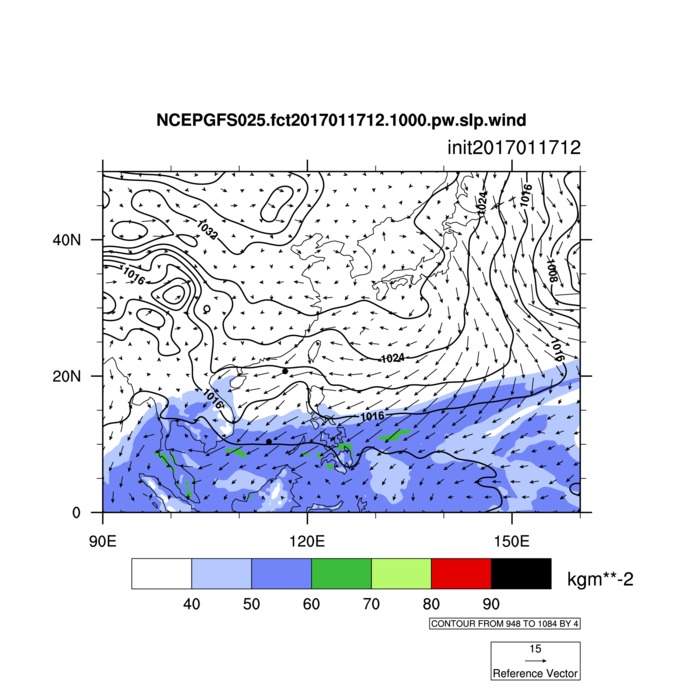 NCEPGFS025.fct2017011712.1000.pw.slp.wind
init2017011712
1032
1024
1016
1008
1016
1016
1024
1016
1016
40N
20N
0
90E 120E 150E
40 50 60 70 80 90
kgm**-2
CONTOUR FROM 948 TO 1084 BY 4
15
Reference Vector